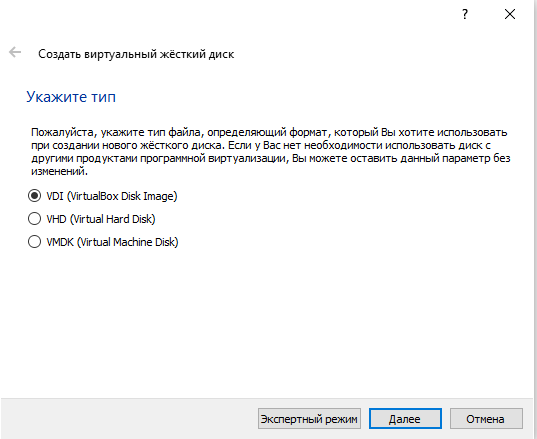 ?
Создать виртуальный жёсткий диск
Укажите тип
Пожалуйста, укажите тип файла, определяющий формат, который Вы хотите использовать
при создании нового жёсткого диска. Если у Вас нет необходимости использовать диск с
другими продуктами программной виртуализации, Вы можете оставить данный параметр без
изменений.
VDI (VirtualBox Disk Image)
VHD (Virtual Hard Disk)
VMDK (Virtual Machine Disk)
Экспертный режим Далее Отмена